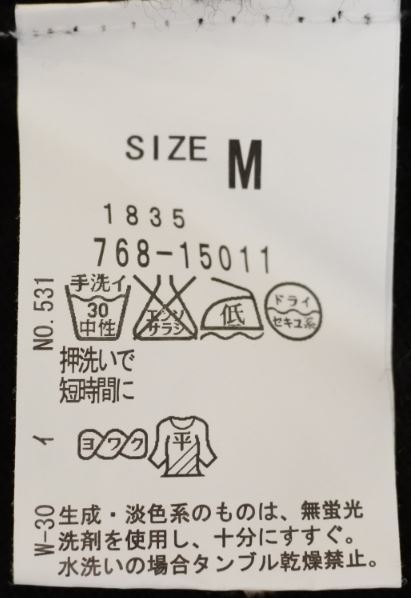 SIZE M
1835
768-15011
手洗イ 30 中性
エンソサラシ
低
ドライ セキユ系
押洗いで
短時間に
ヨワク
平
生成・淡色系のものは、無蛍光
洗剤を使用し、十分にすすぐ。
水洗いの場合タンブル乾燥禁止。
NO. 531
イ
W-30